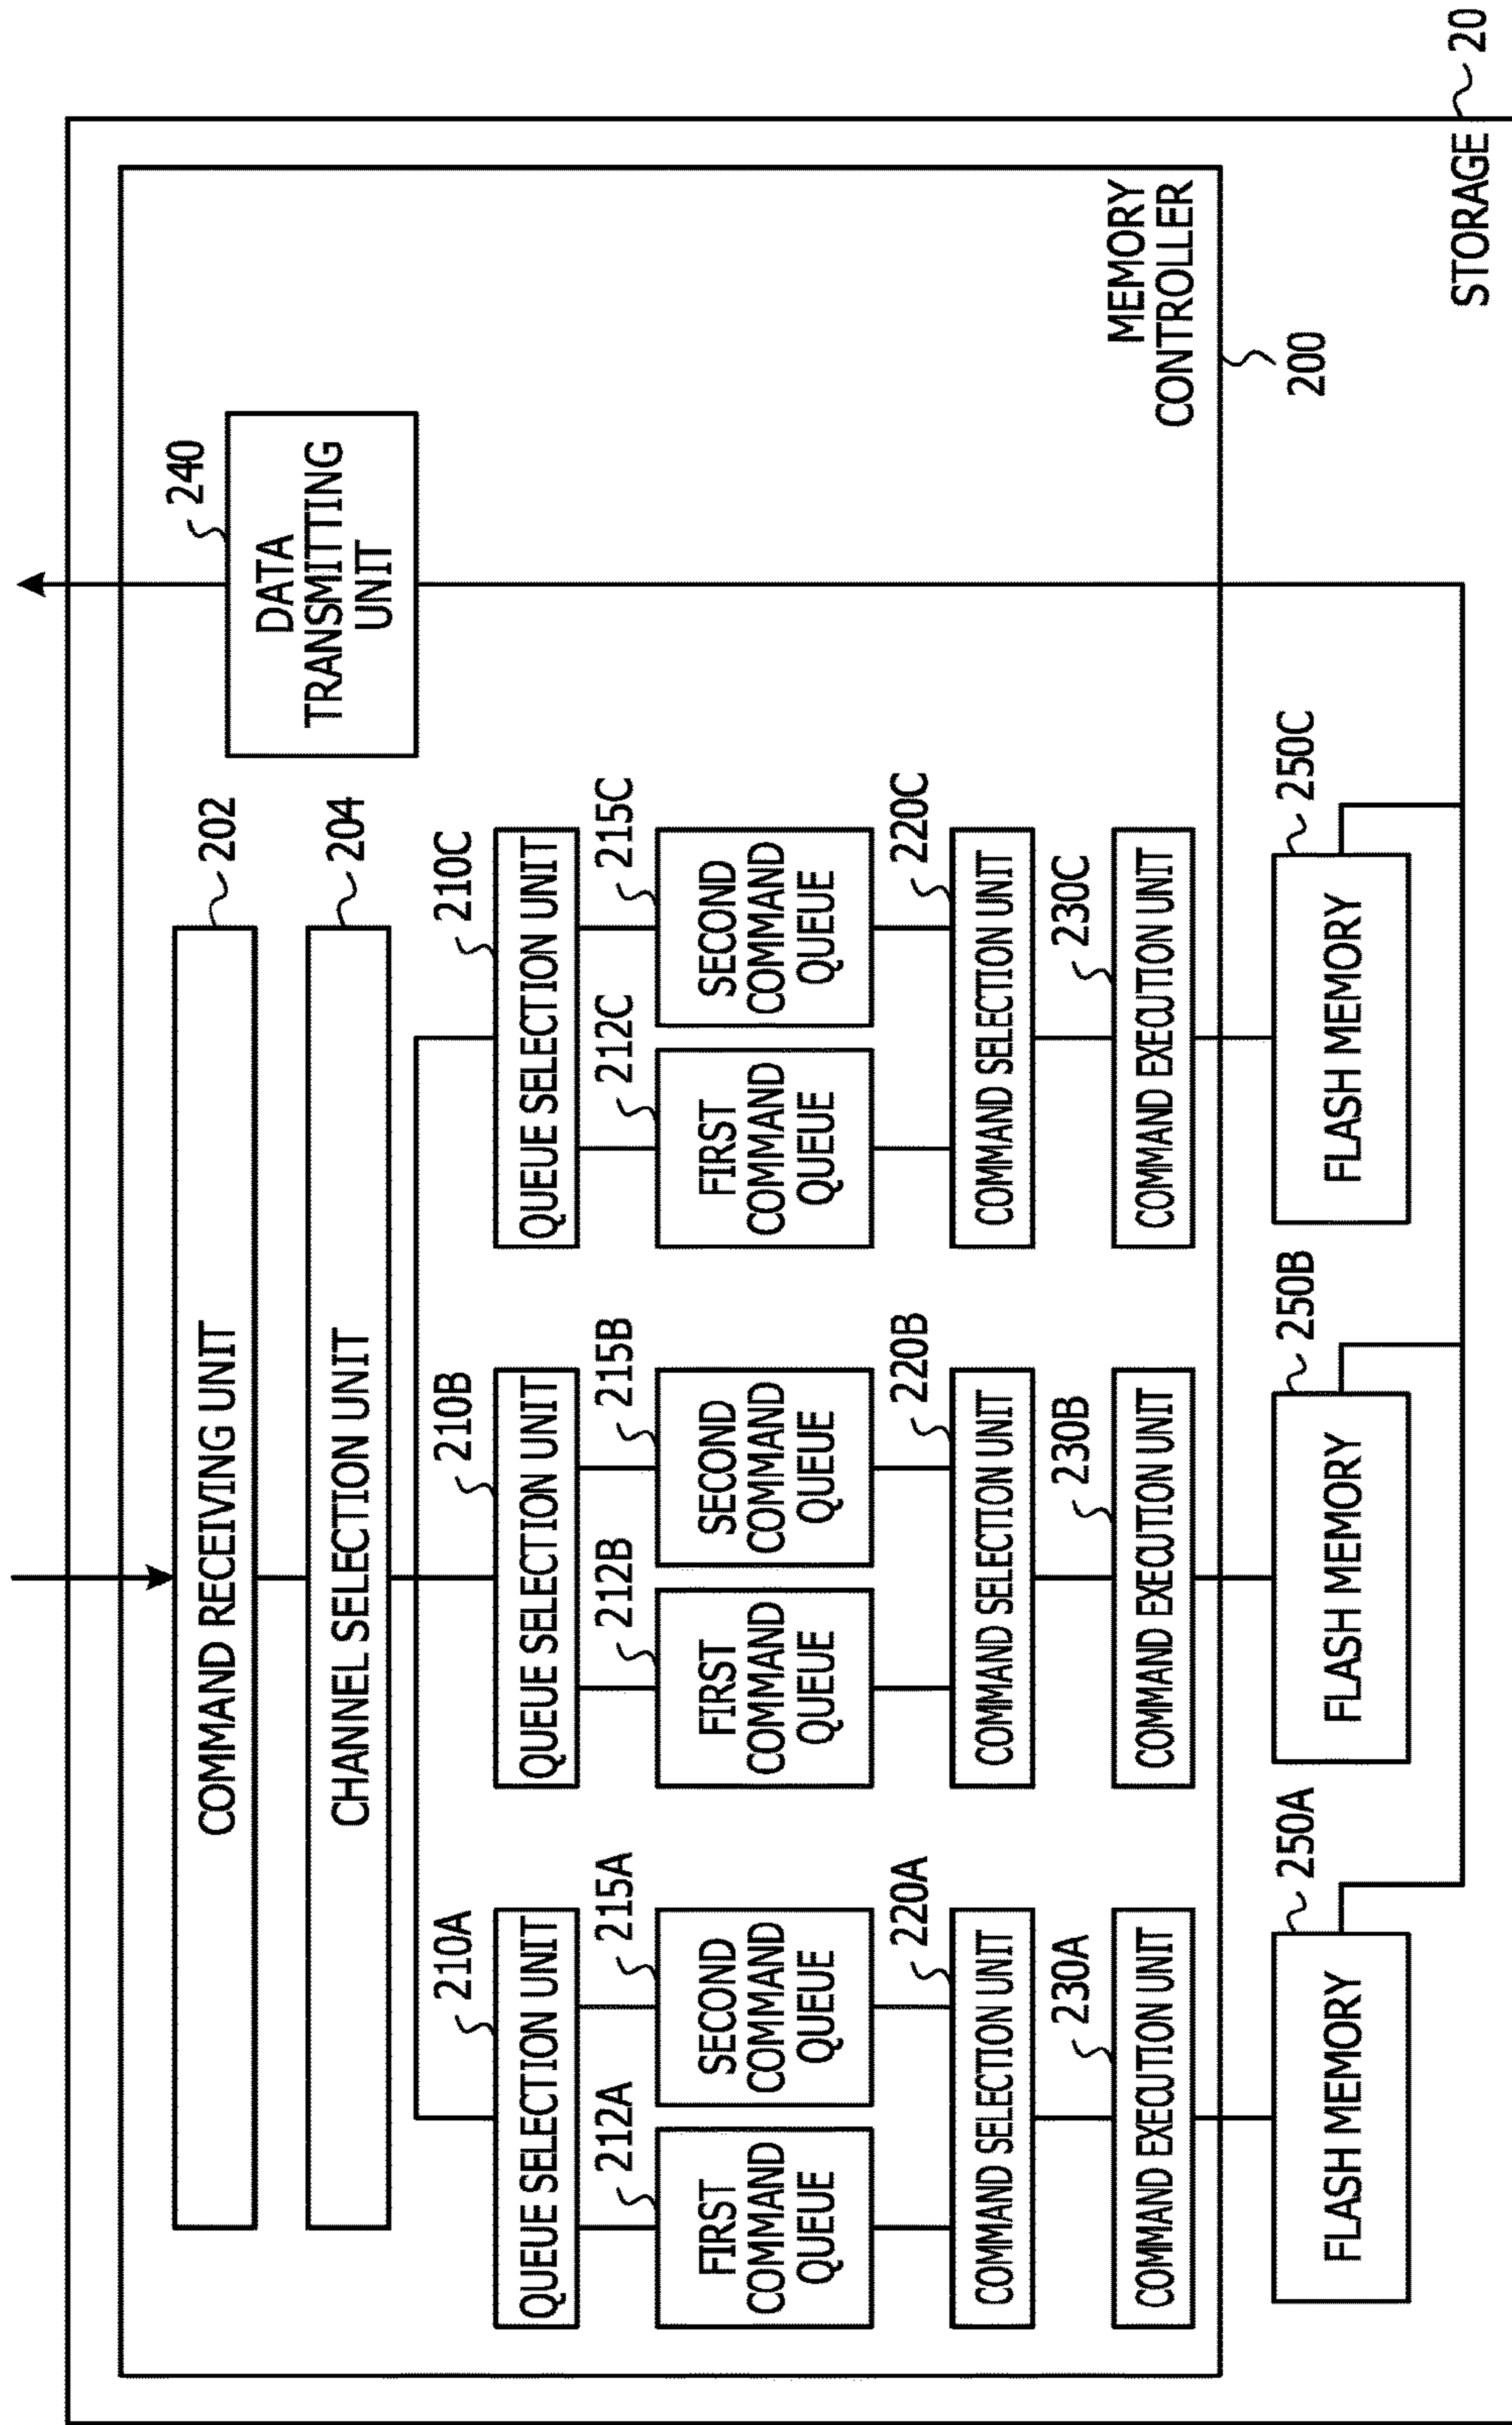 240
DATA
TRANSMITTING
UNIT
202
COMMAND RECEIVING UNIT
204
CHANNEL SELECTION UNIT
210A
QUEUE SELECTION UNIT
210B
QUEUE SELECTION UNIT
210C
QUEUE SELECTION UNIT
212A
215A
212B
215B
212C
215C
FIRST
COMMAND
QUEUE
SECOND
COMMAND
QUEUE
FIRST
COMMAND
QUEUE
SECOND
COMMAND
QUEUE
FIRST
COMMAND
QUEUE
SECOND
COMMAND
QUEUE
220A
COMMAND SELECTION UNIT
220B
COMMAND SELECTION UNIT
220C
COMMAND SELECTION UNIT
230A
COMMAND EXECUTION UNIT
230B
COMMAND EXECUTION UNIT
230C
COMMAND EXECUTION UNIT
MEMORY
CONTROLLER
200
250A
FLASH MEMORY
250B
FLASH MEMORY
250C
FLASH MEMORY
STORAGE
20